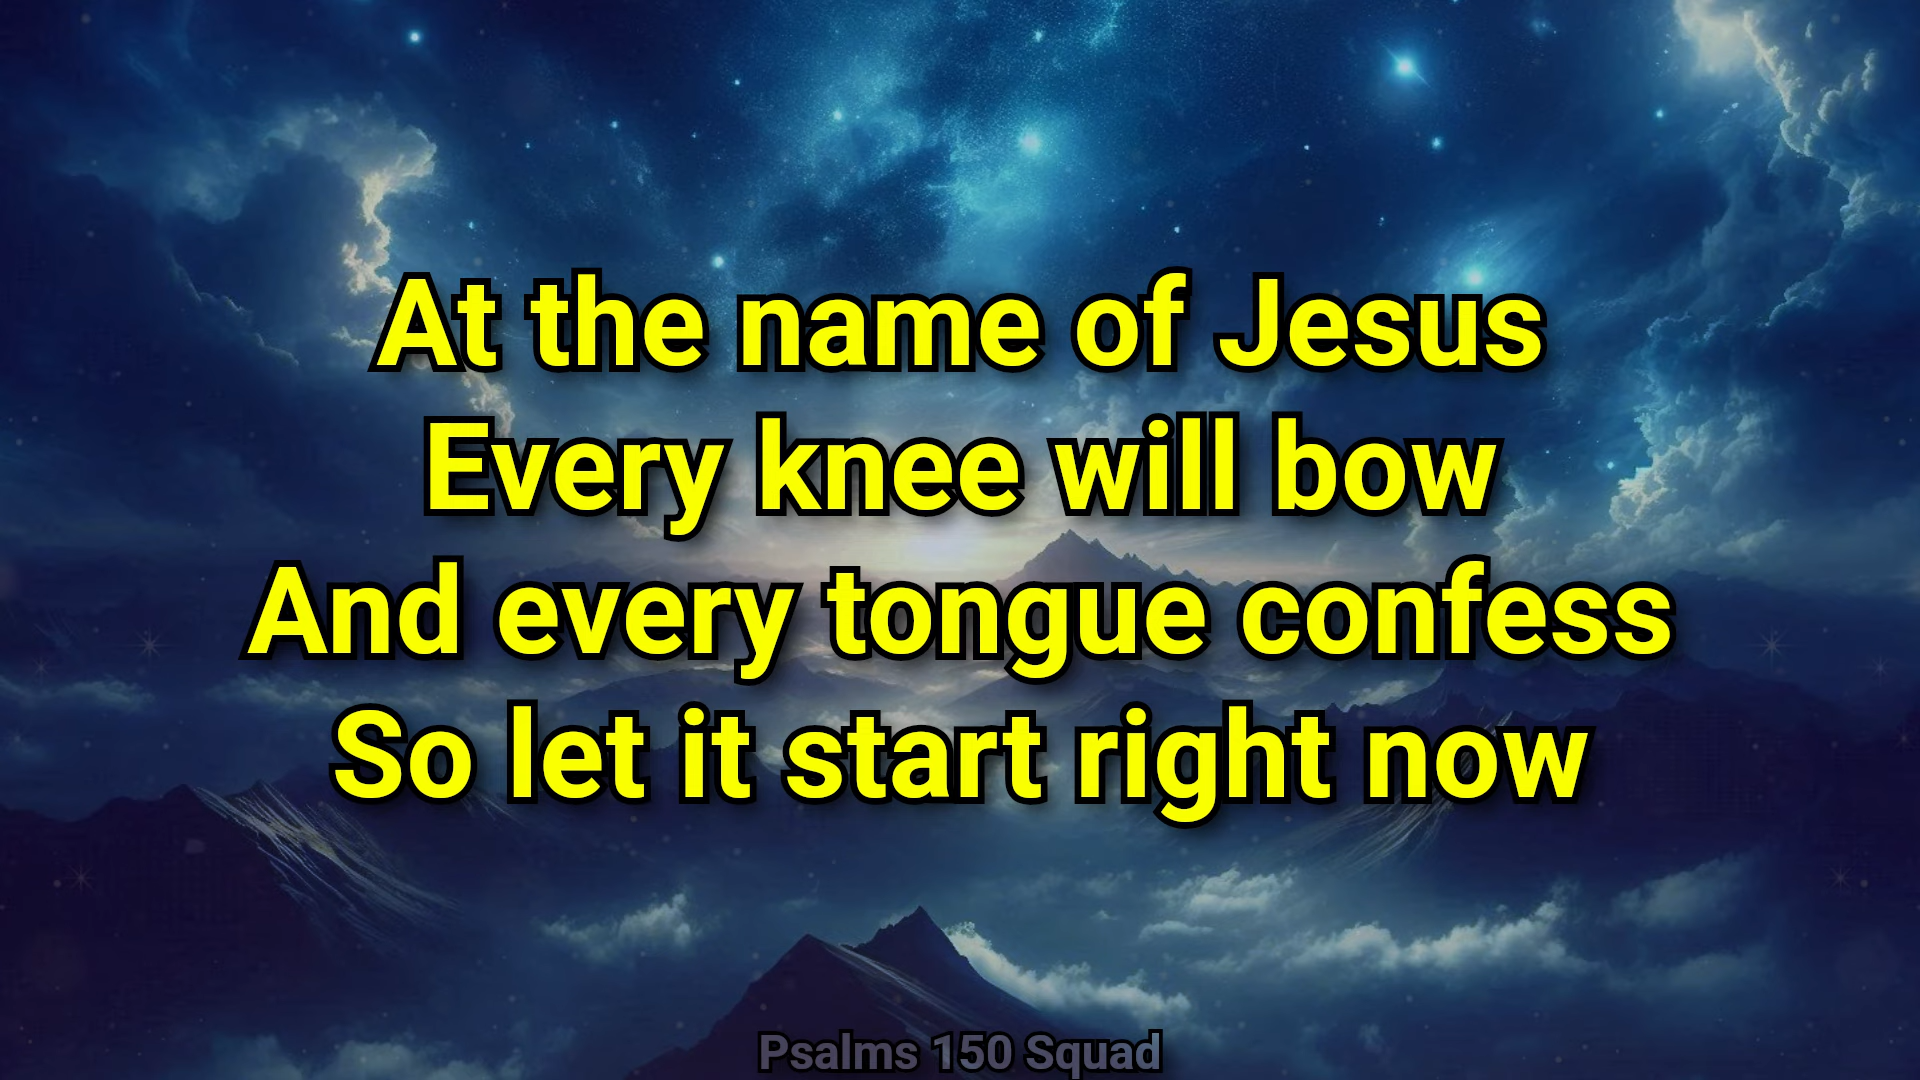 At the name of Jesus
Every knee will bow
And every tongue confess
So let it start right now
Psalms 150 Squad